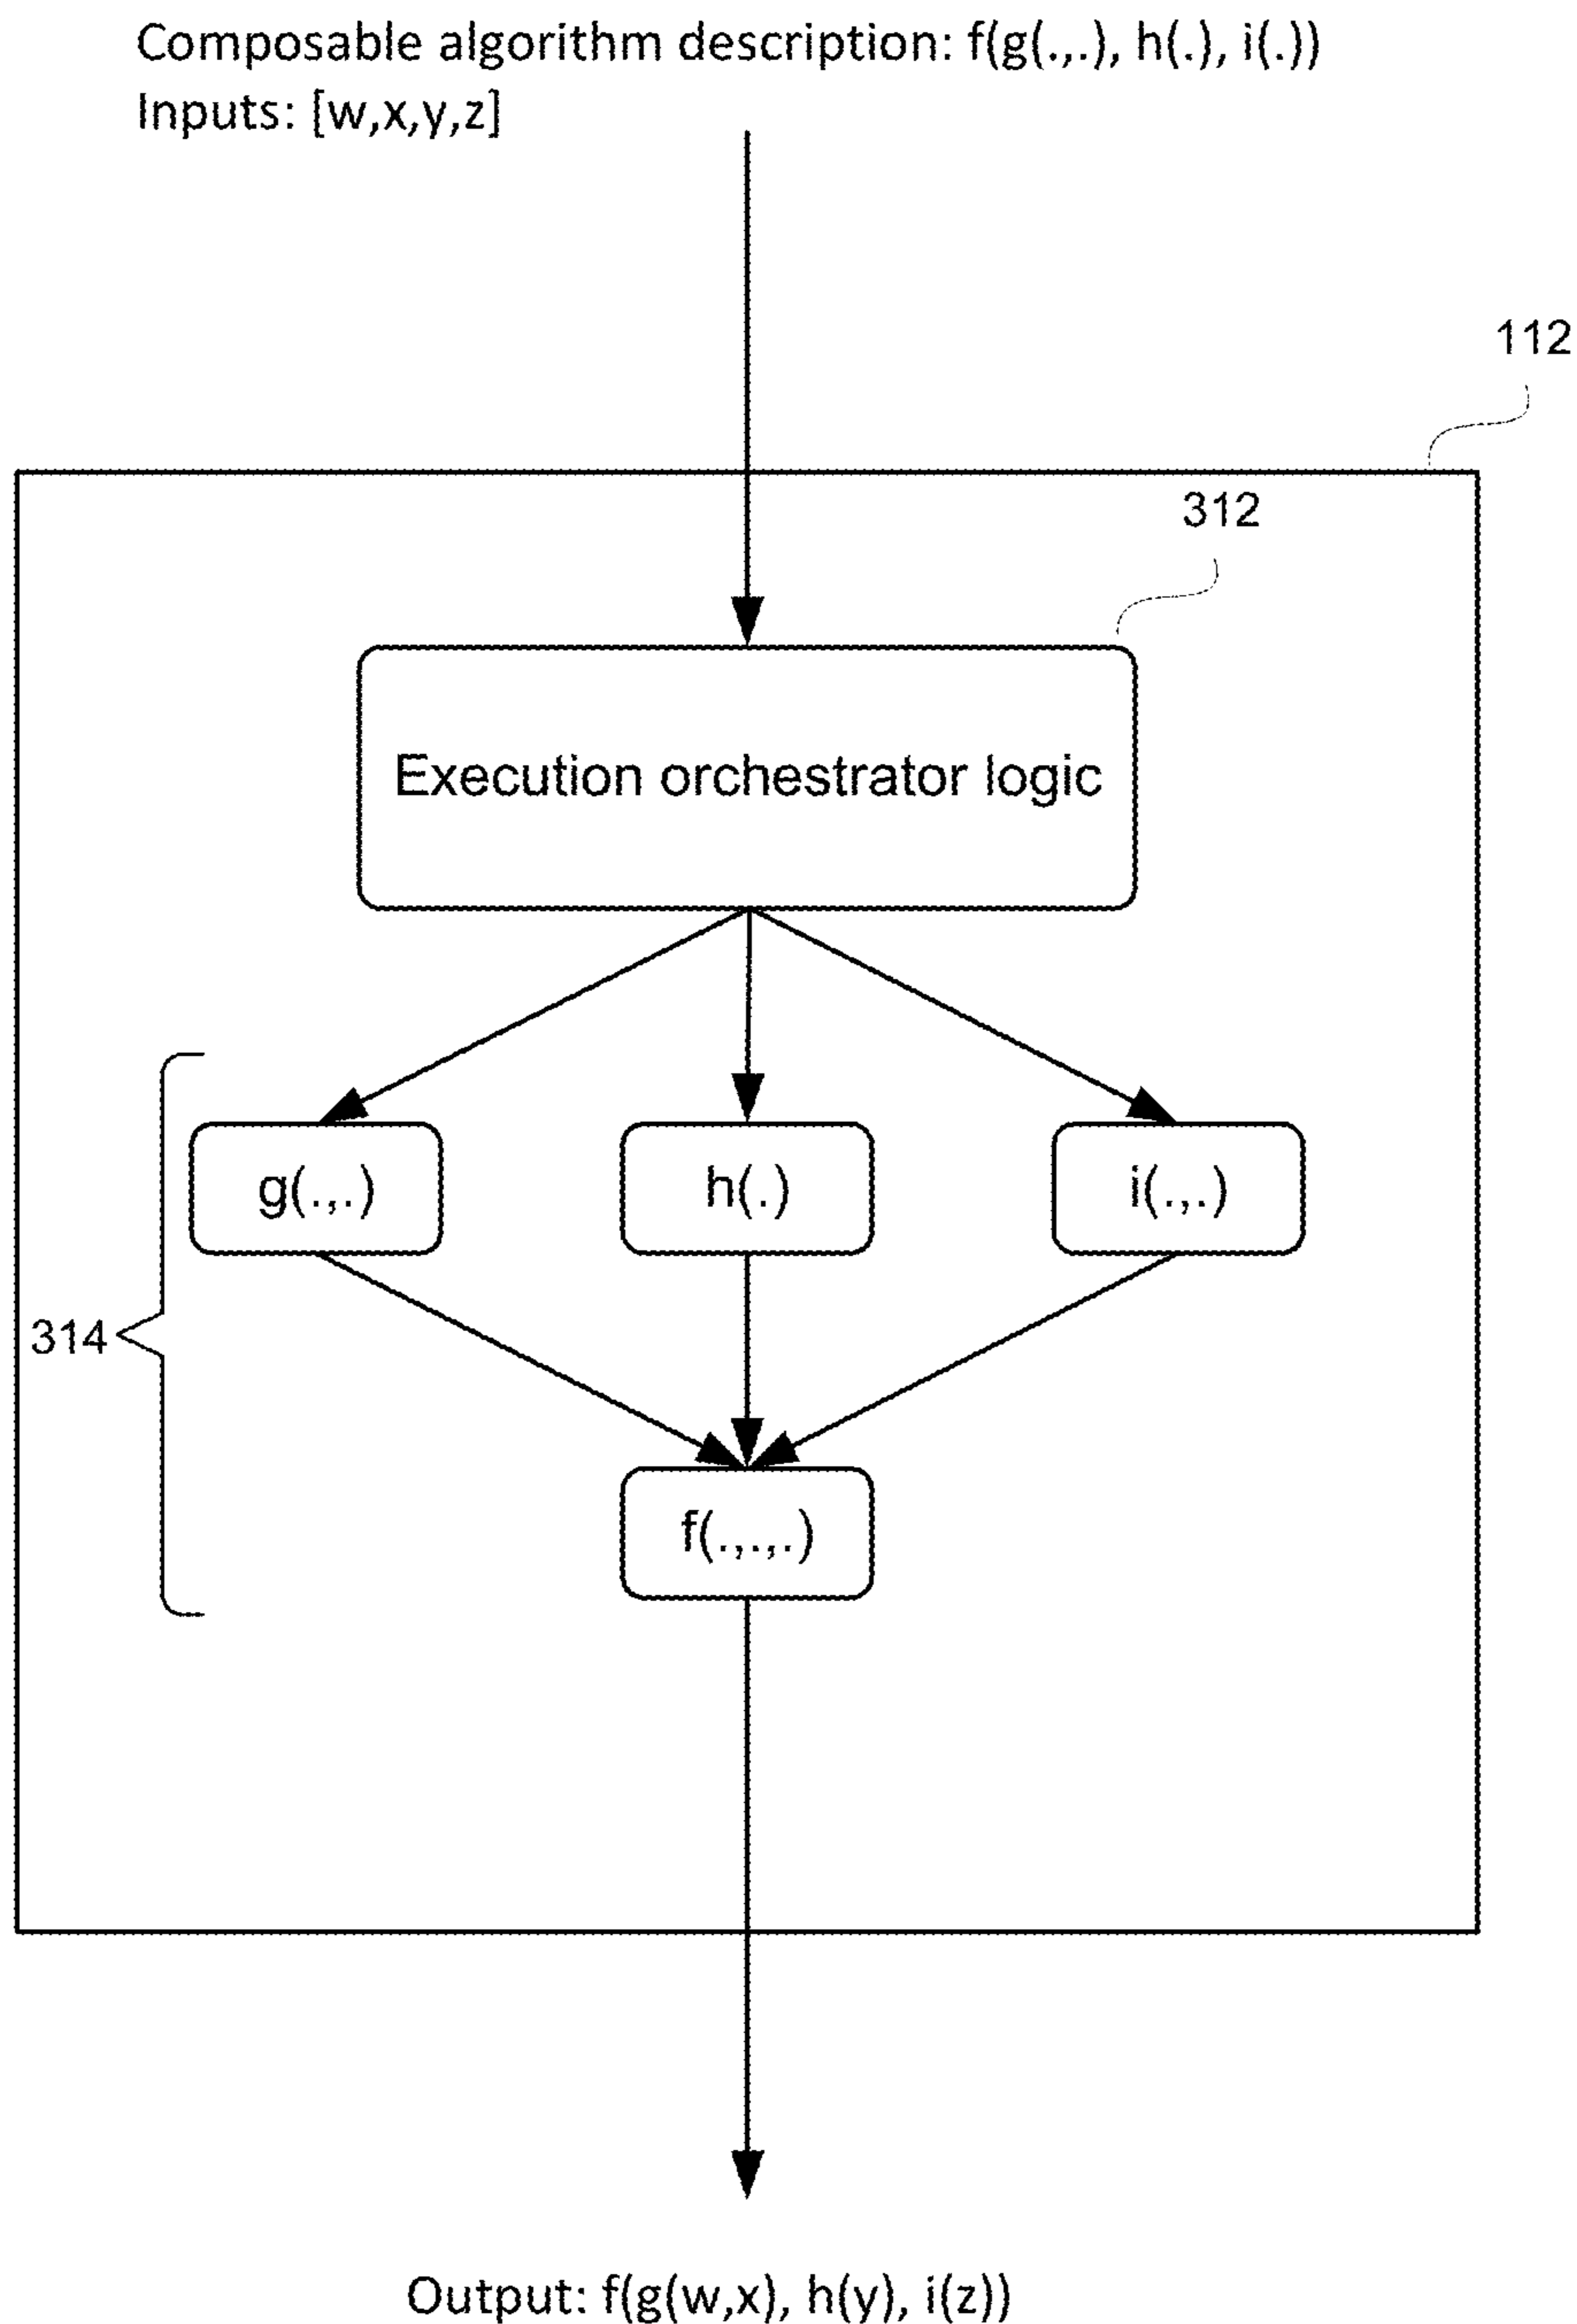 Composable algorithm description: f(g(.,.), h(.), i(.))
Inputs: [w,x,y,z]
112
312
Execution orchestrator logic
g(.,.)
h(.)
i(.,.)
314
f(.,.,.)
Output: f(g(w,x), h(y), i(z))